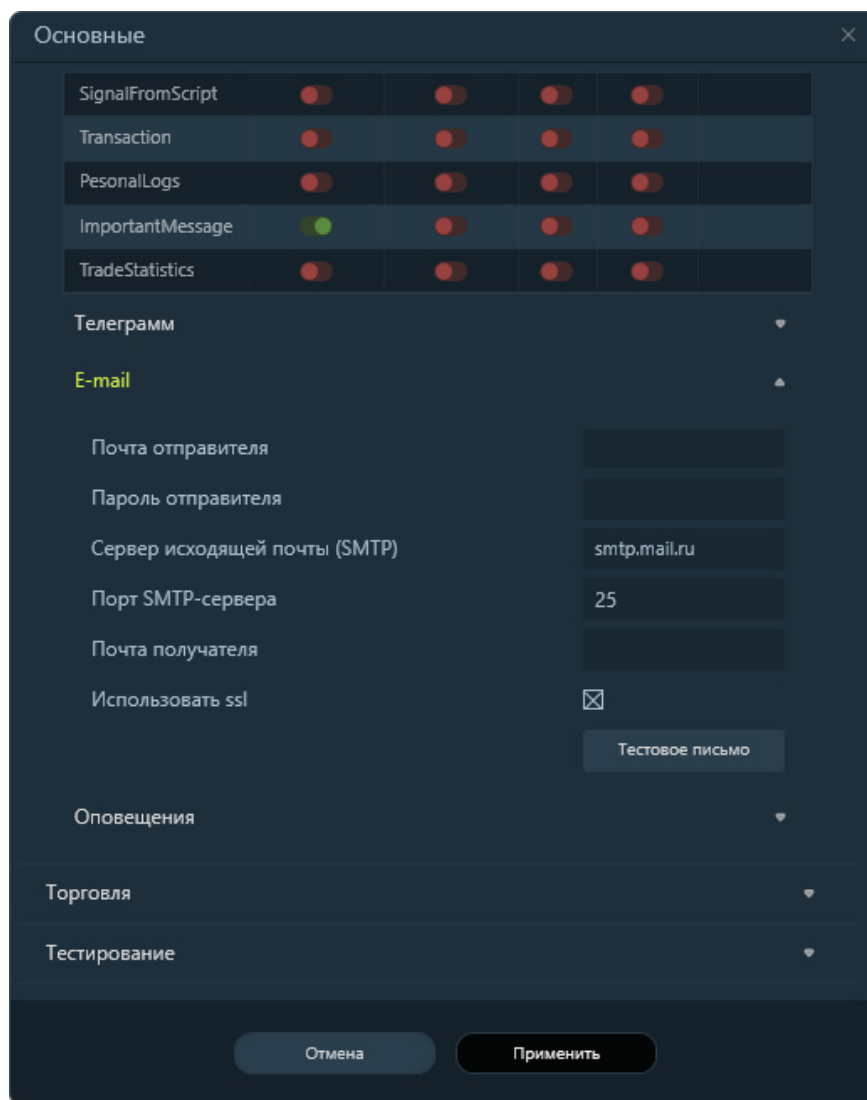 Основные
SignalFromScript
Transaction
PesonalLogs
ImportantMessage
TradeStatistics
Телеграмм
E-mail
Почта отправителя
Пароль отправителя
Сервер исходящей почты (SMTP) smtp.mail.ru
Порт SMTP-сервера 25
Почта получателя
Использовать ssl
Тестовое письмо
Оповещения
Торговля
Тестирование
Отмена Применить